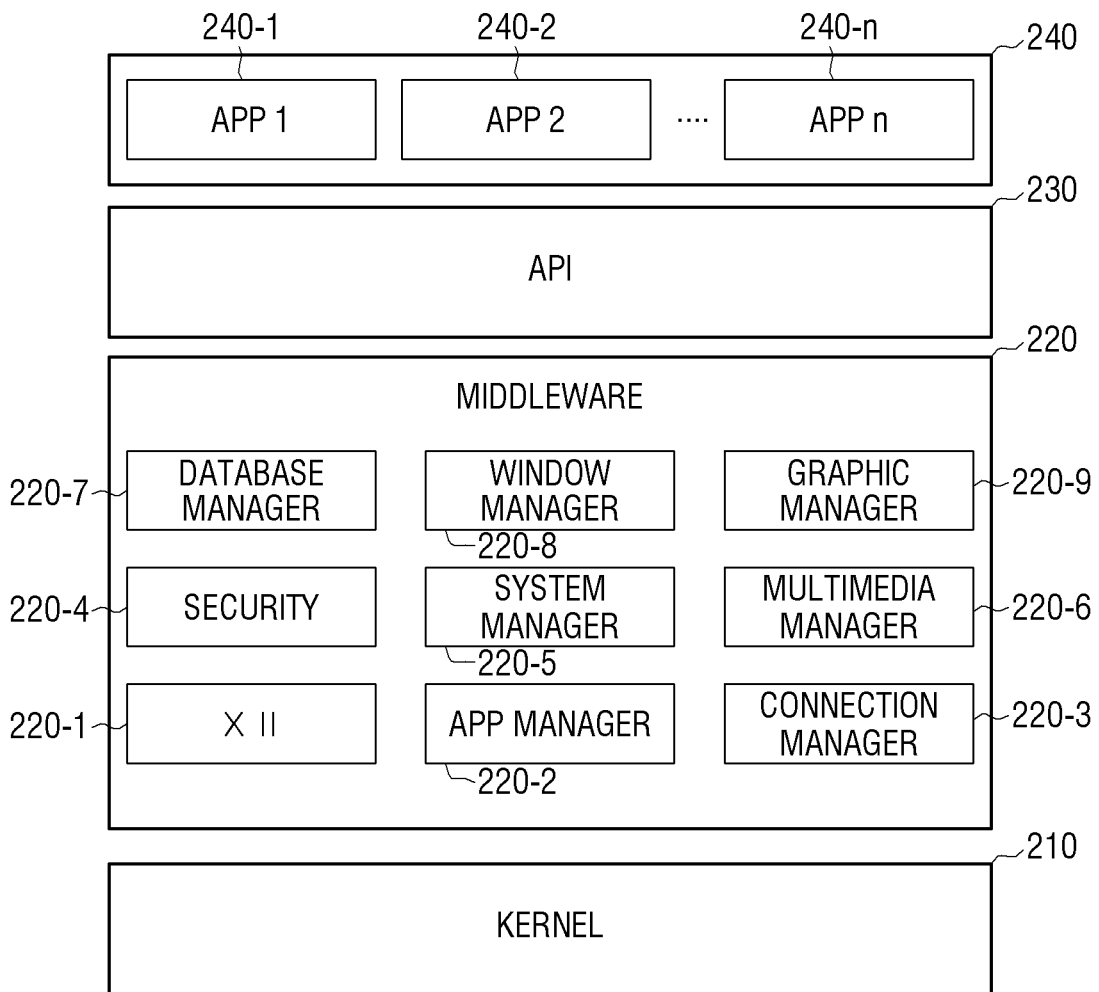 240-1
240-2
240-n
240
APP 1
APP 2
....
APP n
230
API
220
MIDDLEWARE
220-7
DATABASE
MANAGER
WINDOW
MANAGER
220-8
GRAPHIC
MANAGER
220-9
220-4
SECURITY
SYSTEM
MANAGER
220-5
MULTIMEDIA
MANAGER
220-6
220-1
X II
APP MANAGER
220-2
CONNECTION
MANAGER
220-3
210
KERNEL